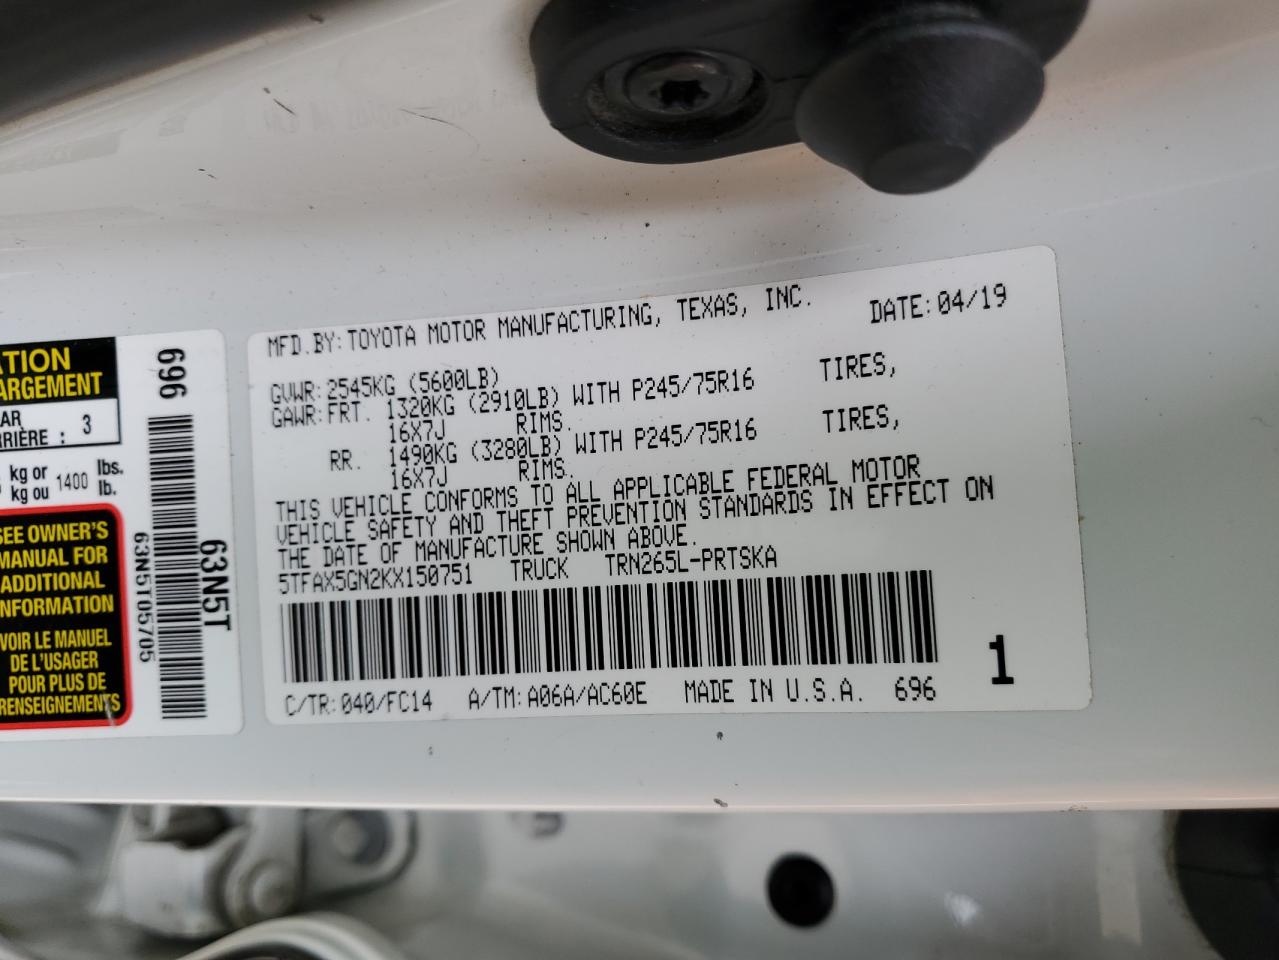 MFD.BY:TOYOTA MOTOR MANUFACTURING, TEXAS, INC. DATE:04/19
GVWR:2545KG (5600LB)
GAWR:FRT. 1320KG (2910LB) WITH P245/75R16 TIRES,
16X7J RIMS.
RR. 1490KG (3280LB) WITH P245/75R16 TIRES,
16X7J RIMS.
THIS VEHICLE CONFORMS TO ALL APPLICABLE FEDERAL MOTOR
VEHICLE SAFETY AND THEFT PREVENTION STANDARDS IN EFFECT ON
THE DATE OF MANUFACTURE SHOWN ABOVE.
5TFAX5GN2KX150751 TRUCK TRN265L-PRTSKA
C/TR:040/FC14 A/TM:A06A/AC60E MADE IN U.S.A. 696
1
ATION
ARGEMENT
AR
RRIÈRE : 3
kg or
kg ou 1400 lbs.
lb.
SEE OWNER'S
MANUAL FOR
ADDITIONAL
INFORMATION
VOIR LE MANUEL
DE L'USAGER
POUR PLUS DE
RENSEIGNEMENTS
696
63N5T05705
63N5T